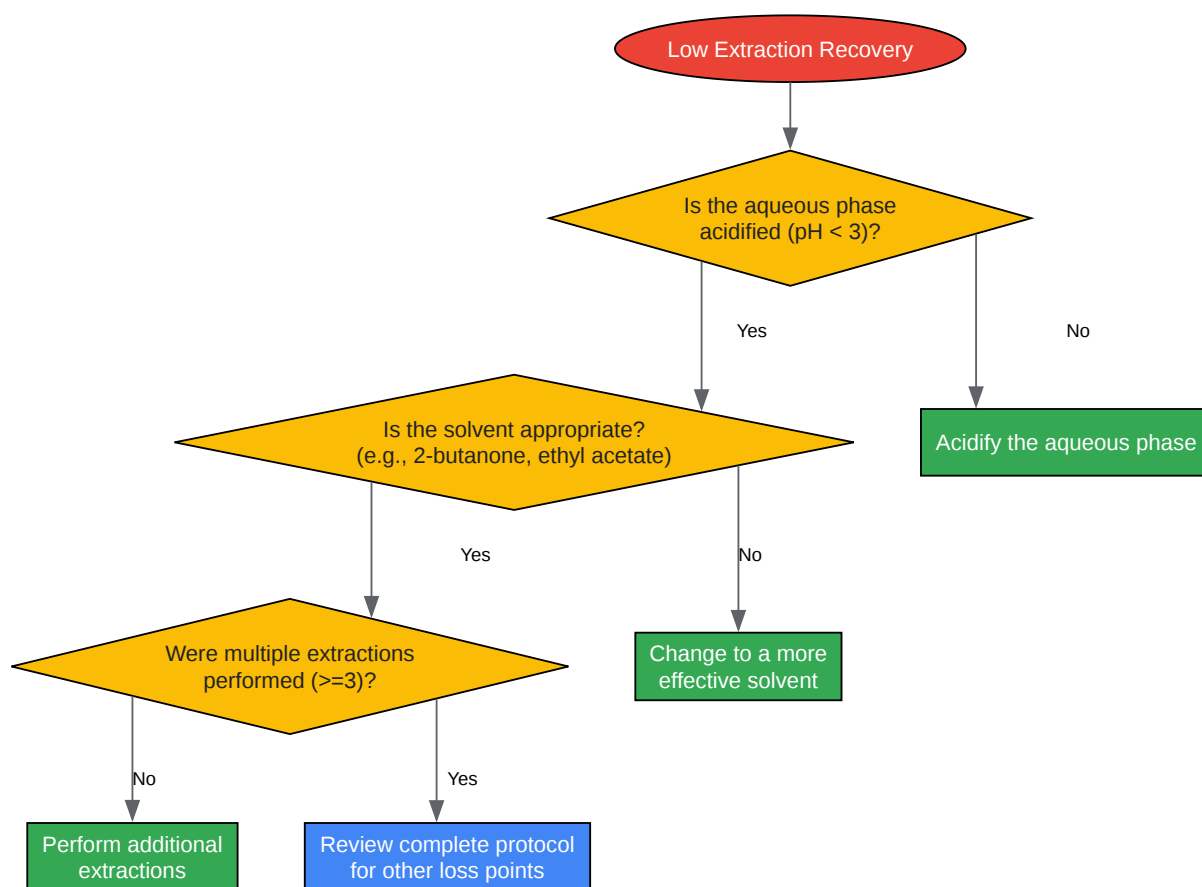 Low Extraction Recovery
Is the aqueous phase
acidified (pH < 3)?
Yes
No
Is the solvent appropriate?
(e.g., 2-butanone, ethyl acetate)
Acidify the aqueous phase
Yes
No
Were multiple extractions
performed (>=3)?
Change to a more
effective solvent
No
Yes
Perform additional
extractions
Review complete protocol
for other loss points